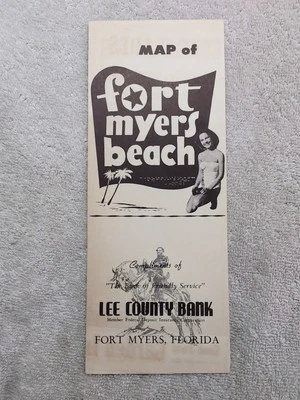 MAP of
fort
myers
beach
Compliments of
"The Bank of Friendly Service"
LEE COUNTY BANK
Member Federal Deposit Insurance Corporation
FORT MYERS, FLORIDA